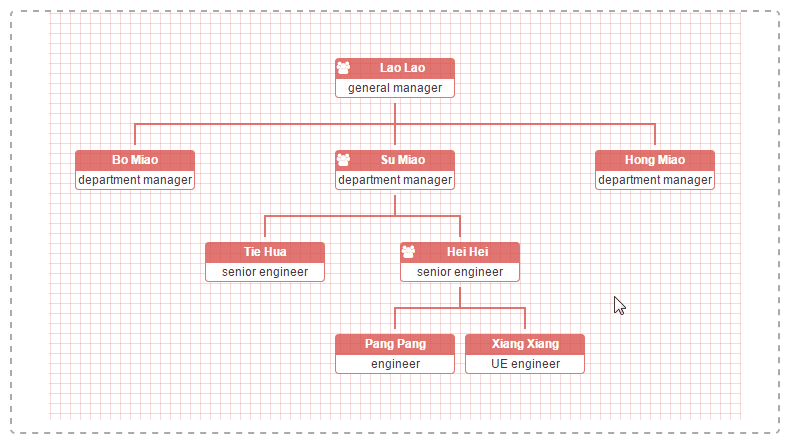 Lao Lao
general manager
Bo Miao
department manager
Su Miao
department manager
Hong Miao
department manager
Tie Hua
senior engineer
Hei Hei
senior engineer
Pang Pang
engineer
Xiang Xiang
UE engineer